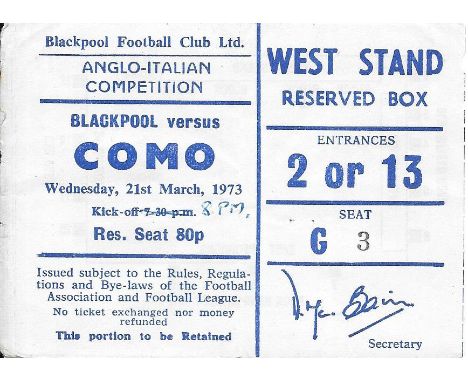 Blackpool Football Club Ltd.
ANGLO-ITALIAN
COMPETITION
BLACKPOOL versus
COMO
Wednesday, 21st March, 1973
Kick-off 7-30 p.m. 8 P.M.
Res. Seat 80p
Issued subject to the Rules, Regula-
tions and Bye-laws of the Football
Association and Football League.
No ticket exchanged nor money
refunded
This portion to be Retained
WEST STAND
RESERVED BOX
ENTRANCES
2 or 13
SEAT
G 3
Secretary